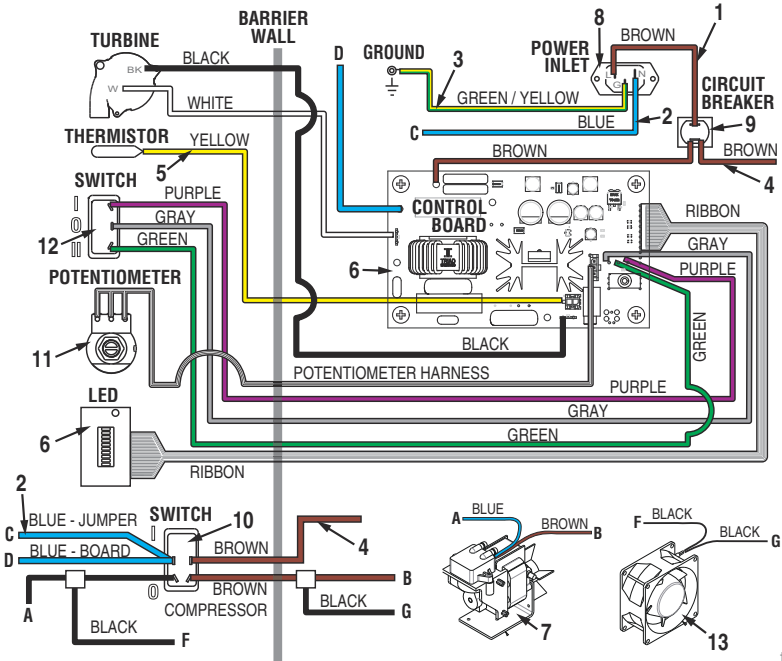 BARRIER
WALL
TURBINE
BK
W
BLACK
WHITE
THERMISTOR
YELLOW
5
SWITCH
I
O
II
12
PURPLE
GRAY
GREEN
POTENTIOMETER
11
LED
6
RIBBON
D
GROUND
3
GREEN / YELLOW
C
BLUE
2
8
POWER
INLET
L
G
N
BROWN
1
CIRCUIT
BREAKER
9
BROWN
BROWN
4
CONTROL
BOARD
6
RIBBON
GRAY
PURPLE
GREEN
BLACK
POTENTIOMETER HARNESS
PURPLE
GRAY
GREEN
2
C
BLUE - JUMPER
D
BLUE - BOARD
A
BLACK
F
SWITCH
I
O
10
BROWN
4
BROWN
B
COMPRESSOR
BLACK
G
A
BLUE
BROWN
B
7
F
BLACK
BLACK
G
13